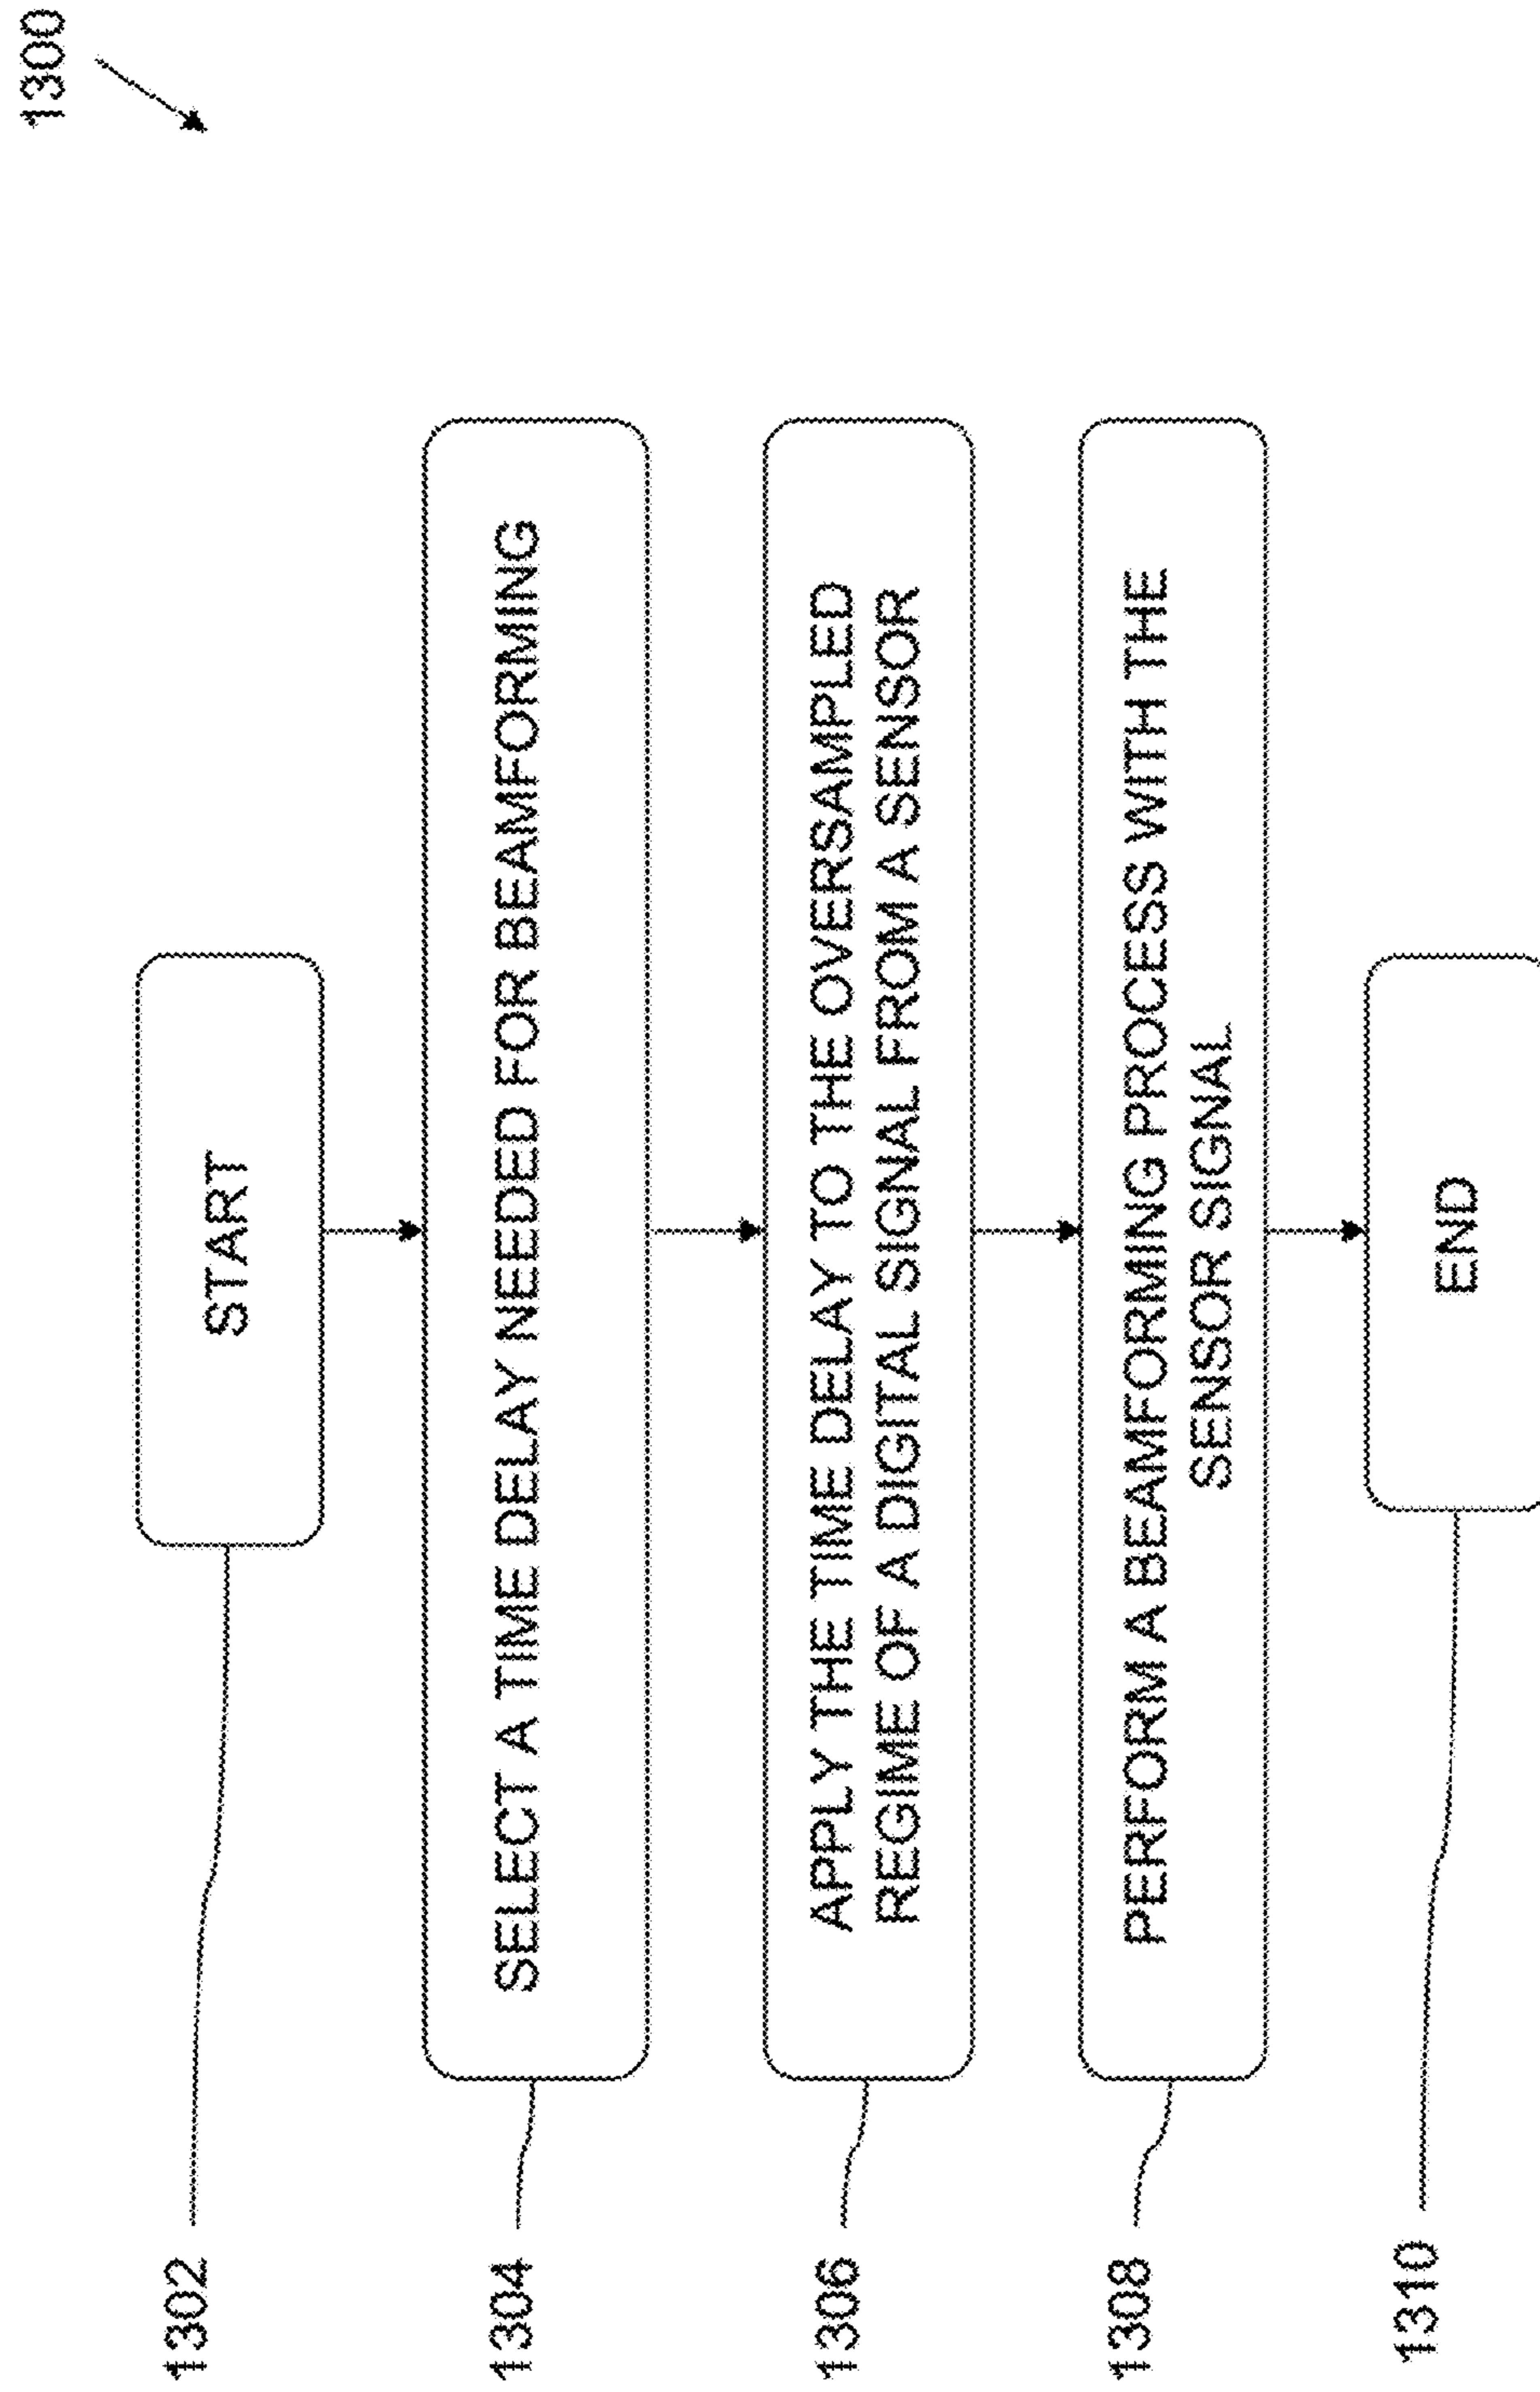 1300
1302
START
1304
SELECT A TIME DELAY NEEDED FOR BEAMFORMING
1306
APPLY THE TIME DELAY TO THE OVERSAMPLED
REGIME OF A DIGITAL SIGNAL FROM A SENSOR
1308
PERFORM A BEAMFORMING PROCESS WITH THE
SENSOR SIGNAL
1310
END